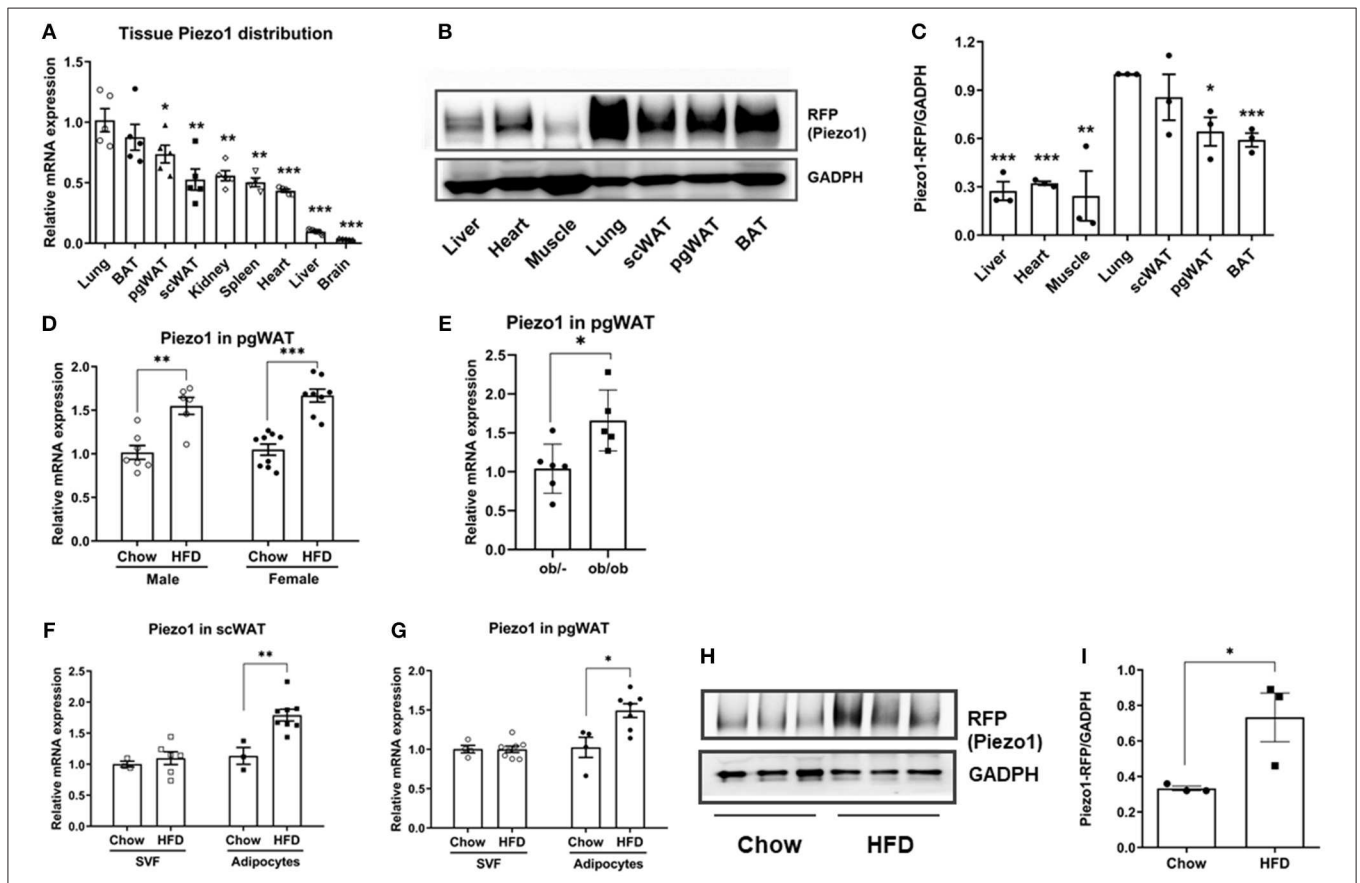 A
Tissue Piezo1 distribution
Relative mRNA expression
1.5
1.0
0.5
0.0
*
**
**
**
***
***
***
Lung
BAT
pgWAT
scWAT
Kidney
Spleen
Heart
Liver
Brain
B
RFP
(Piezo1)
GADPH
Liver
Heart
Muscle
Lung
scWAT
pgWAT
BAT
C
Piezo1-RFP/GADPH
1.2
0.9
0.6
0.3
0.0
***
***
**
*
***
Liver
Heart
Muscle
Lung
scWAT
pgWAT
BAT
D
Piezo1 in pgWAT
Relative mRNA expression
2.0
1.5
1.0
0.5
0.0
**
***
Chow HFD Chow HFD
Male Female
E
Piezo1 in pgWAT
Relative mRNA expression
2.5
2.0
1.5
1.0
0.5
0.0
*
ob/- ob/ob
F
Piezo1 in scWAT
Relative mRNA expression
2.5
2.0
1.5
1.0
0.5
0.0
**
Chow HFD Chow HFD
SVF Adipocytes
G
Piezo1 in pgWAT
Relative mRNA expression
2.0
1.5
1.0
0.5
0.0
*
Chow HFD Chow HFD
SVF Adipocytes
H
RFP
(Piezo1)
GADPH
Chow HFD
I
Piezo1-RFP/GADPH
1.0
0.8
0.6
0.4
0.2
0.0
*
Chow HFD